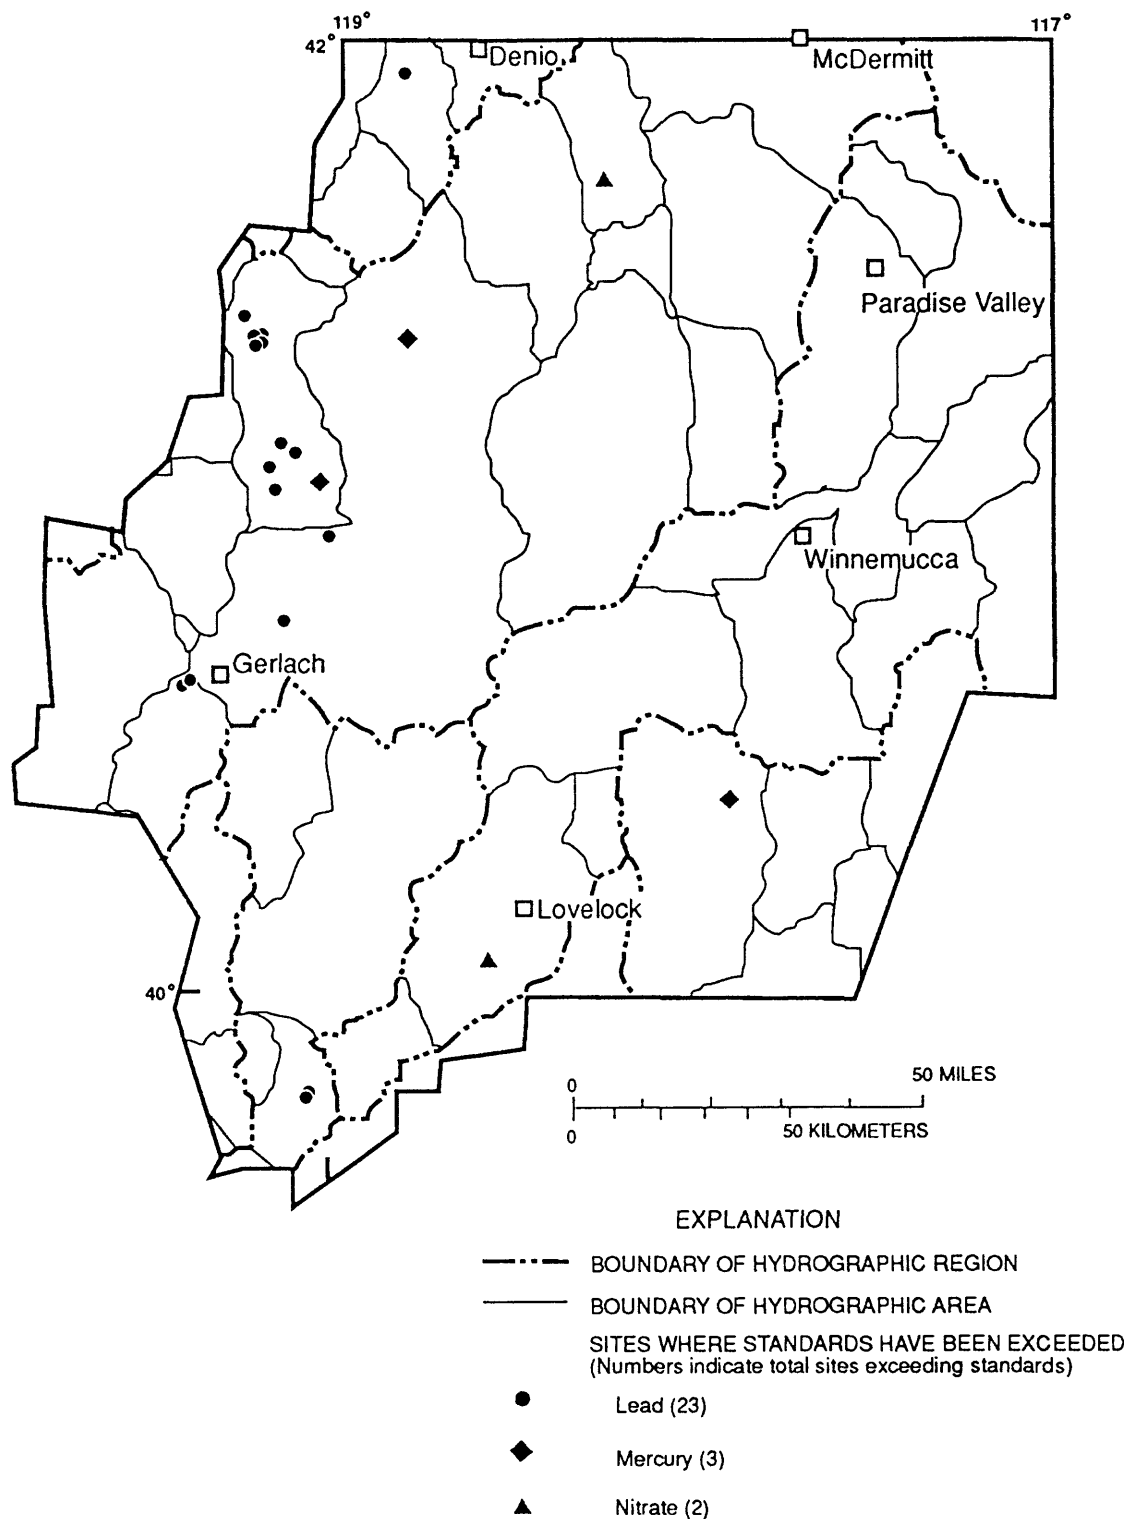 119°
117°
42°
Denio
McDermitt
Paradise Valley
Winnemucca
Gerlach
Lovelock
40°
0
50 MILES
0
50 KILOMETERS
EXPLANATION
BOUNDARY OF HYDROGRAPHIC REGION
BOUNDARY OF HYDROGRAPHIC AREA
SITES WHERE STANDARDS HAVE BEEN EXCEEDED
(Numbers indicate total sites exceeding standards)
Lead (23)
Mercury (3)
Nitrate (2)